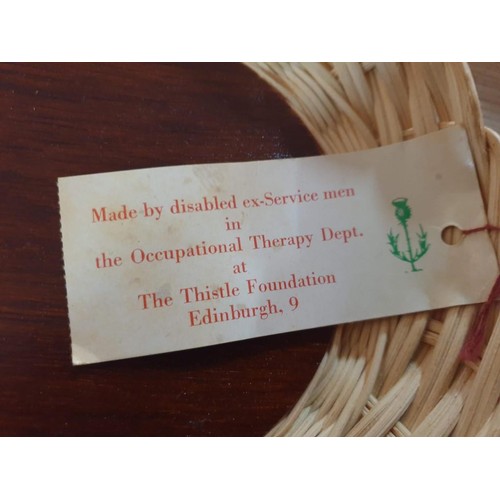 Made by disabled ex-Service men
in
the Occupational Therapy Dept.
at
The Thistle Foundation
Edinburgh, 9